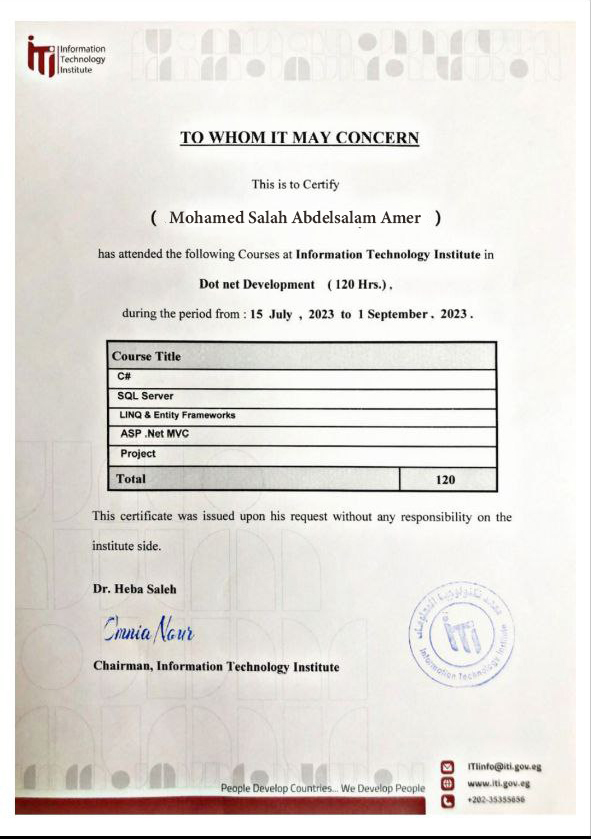 iTi
Information
Technology
Institute
TO WHOM IT MAY CONCERN
This is to Certify
( Mohamed Salah Abdelsalam Amer )
has attended the following Courses at Information Technology Institute in
Dot net Development ( 120 Hrs.) .
during the period from : 15 July , 2023 to 1 September . 2023 .
Course Title
C#
SQL Server
LINQ & Entity Frameworks
ASP .Net MVC
Project
Total 120
This certificate was issued upon his request without any responsibility on the
institute side.
Dr. Heba Saleh
Omnia Nour
Chairman, Information Technology Institute
معهد تكنولوجيا المعلومات
iTi
Information Technology Institute
People Develop Countries... We Develop People
ITIinfo@iti.gov.eg
www.iti.gov.eg
+202-35355656